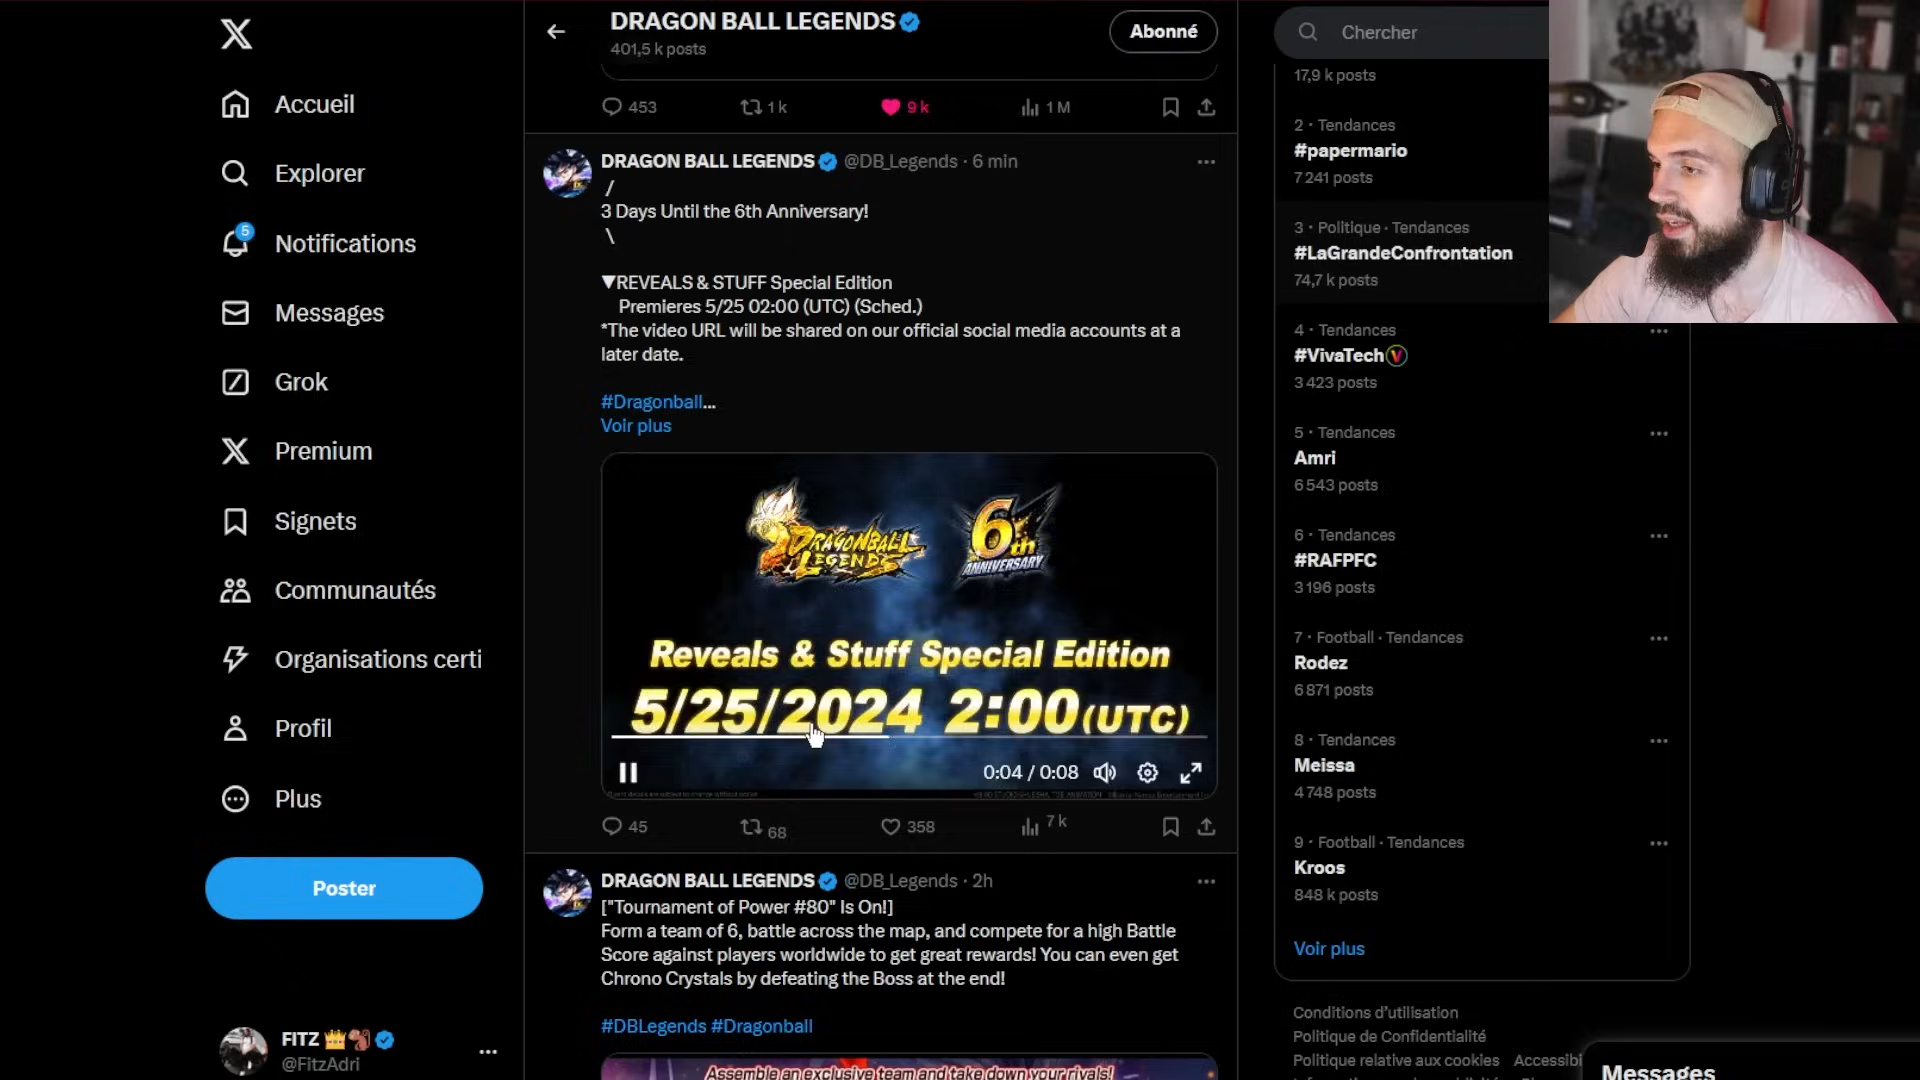 Accueil
Explorer
5
Notifications
Messages
Grok
Premium
Signets
Communautés
Organisations certi
Profil
Plus
Poster
FITZ
@FitzAdri
DRAGON BALL LEGENDS
401,5 k posts
Abonné
453
1 k
9 k
1 M
DRAGON BALL LEGENDS @DB_Legends · 6 min
/
3 Days Until the 6th Anniversary!
\
▼REVEALS & STUFF Special Edition
Premieres 5/25 02:00 (UTC) (Sched.)
*The video URL will be shared on our official social media accounts at a
later date.
#Dragonball...
Voir plus
DRAGONBALL
LEGENDS
6th
ANNIVERSARY
Reveals & Stuff Special Edition
5/25/2024 2:00 (UTC)
0:04 / 0:08
45
68
358
7 k
DRAGON BALL LEGENDS @DB_Legends · 2h
["Tournament of Power #80" Is On!]
Form a team of 6, battle across the map, and compete for a high Battle
Score against players worldwide to get great rewards! You can even get
Chrono Crystals by defeating the Boss at the end!
#DBLegends #Dragonball
Assemble an exclusive team and take down your rivals!
Chercher
17,9 k posts
2 · Tendances
#papermario
7 241 posts
3 · Politique · Tendances
#LaGrandeConfrontation
74,7 k posts
4 · Tendances
#VivaTech
3 423 posts
5 · Tendances
Amri
6 543 posts
6 · Tendances
#RAFPFC
3 196 posts
7 · Football · Tendances
Rodez
6 871 posts
8 · Tendances
Meissa
4 748 posts
9 · Football · Tendances
Kroos
848 k posts
Voir plus
Conditions d'utilisation
Politique de Confidentialité
Politique relative aux cookies Accessibi
Messages